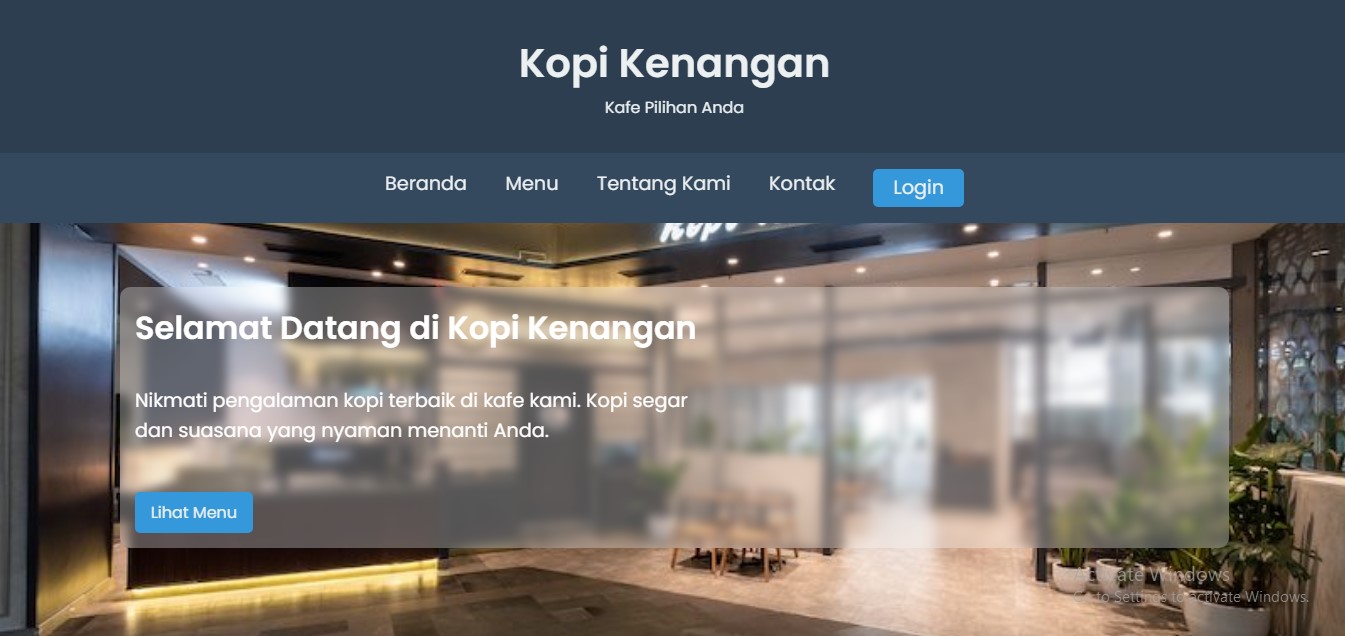 Kopi Kenangan
Kafe Pilihan Anda
Beranda Menu Tentang Kami Kontak Login
Kopi
Selamat Datang di Kopi Kenangan
Nikmati pengalaman kopi terbaik di kafe kami. Kopi segar
dan suasana yang nyaman menanti Anda.
Lihat Menu
Activate Windows
Go to Settings to activate Windows.